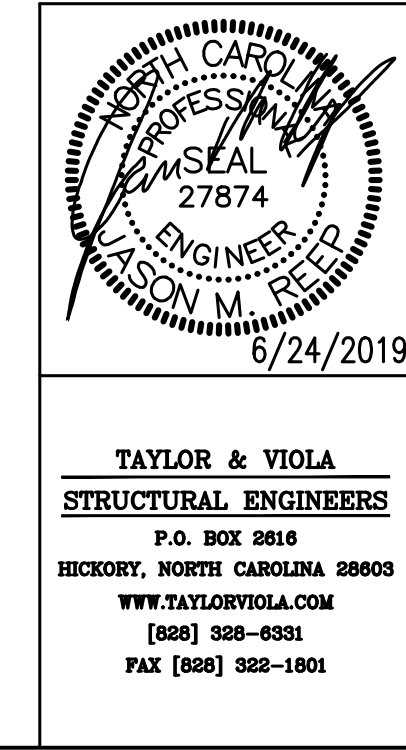 NORTH CAROLINA
PROFESSIONAL
SEAL
27874
ENGINEER
JASON M. REEP
6/24/2019
TAYLOR & VIOLA
STRUCTURAL ENGINEERS
P.O. BOX 2616
HICKORY, NORTH CAROLINA 28603
WWW.TAYLORVIOLA.COM
[828] 328-6331
FAX [828] 322-1801